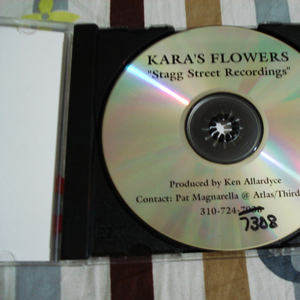 KARA'S FLOWERS
"Stagg Street Recordings"
Produced by Ken Allardyce
Contact: Pat Magnarella @ Atlas/Third
310-724-
7308